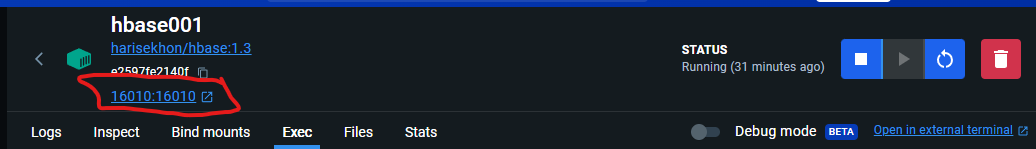 hbase001
harisekhon/hbase:1.3
e2597fe2140f
16010:16010
STATUS
Running (31 minutes ago)
Logs Inspect Bind mounts Exec Files Stats
Debug mode BETA Open in external terminal